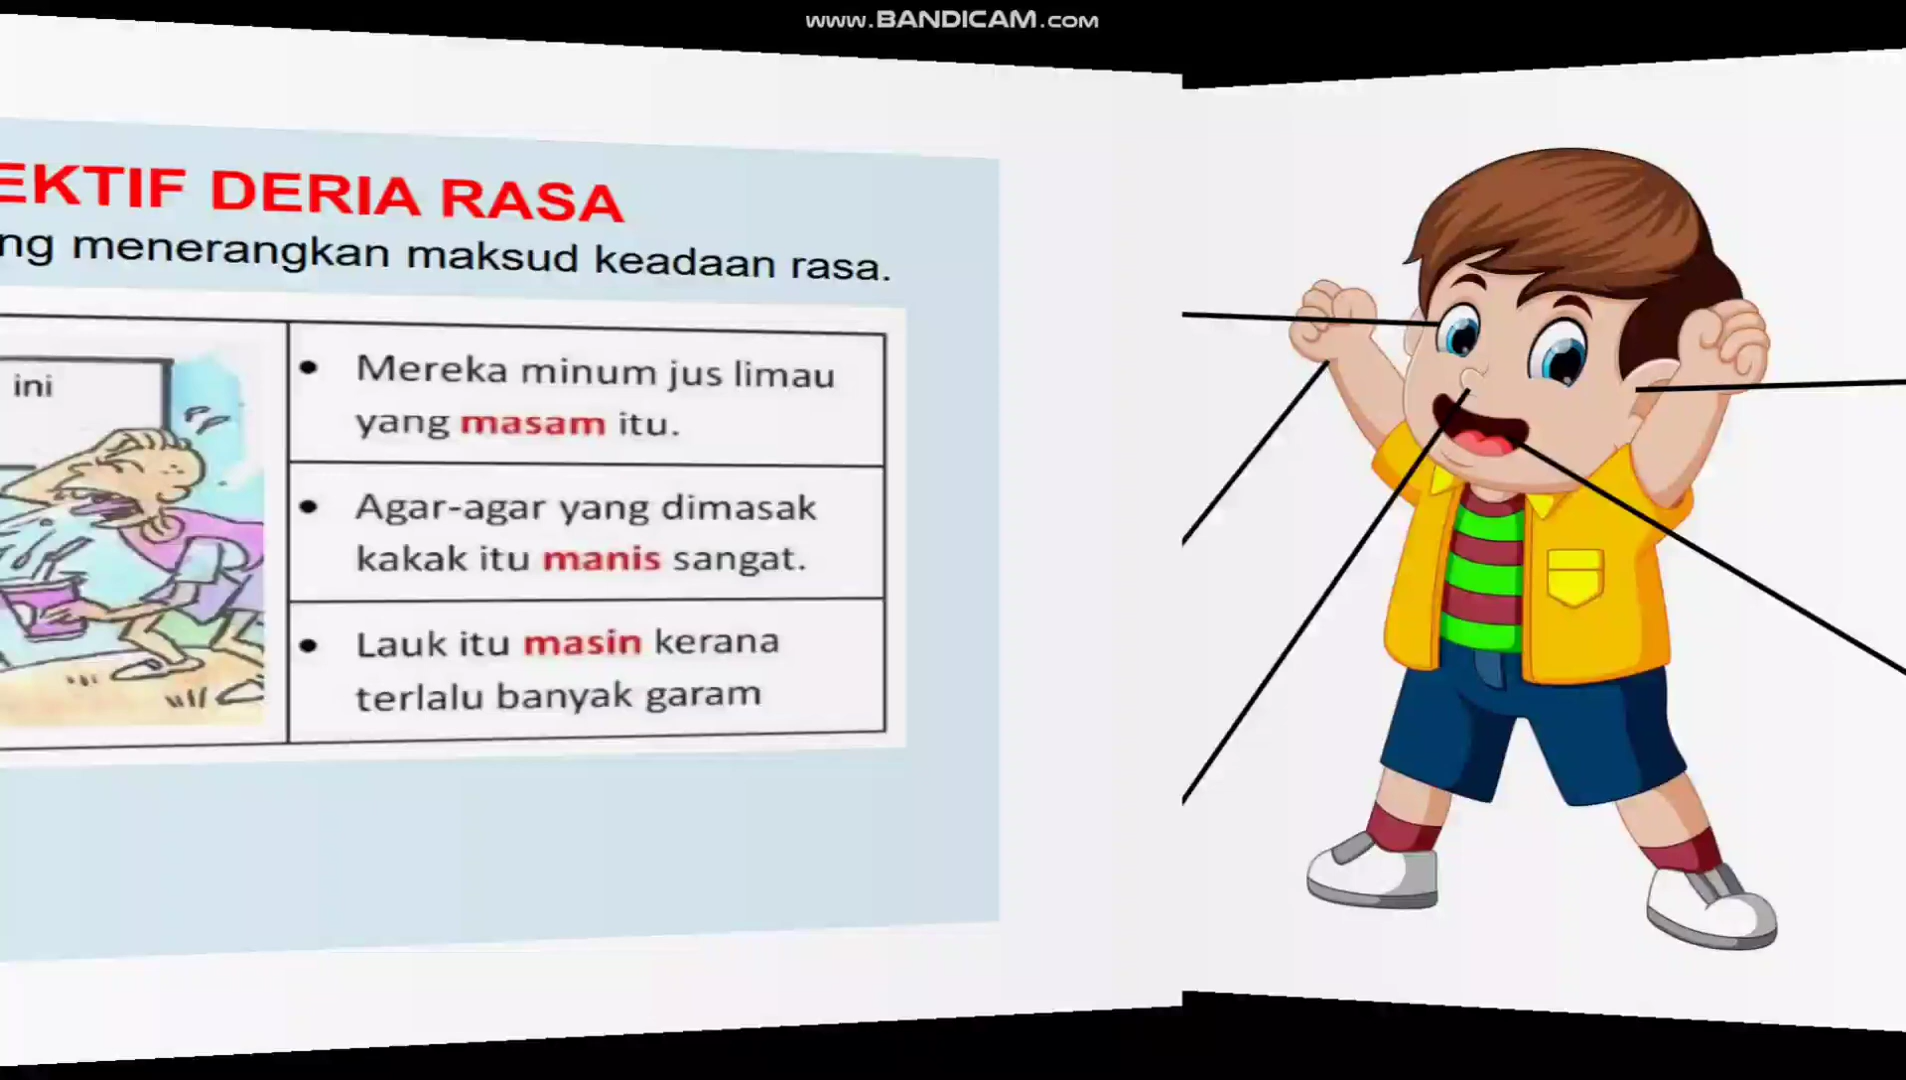 www.BANDICAM.com
EKTIF DERIA RASA
ng menerangkan maksud keadaan rasa.
ini
• Mereka minum jus limau
yang masam itu.
• Agar-agar yang dimasak
kakak itu manis sangat.
• Lauk itu masin kerana
terlalu banyak garam